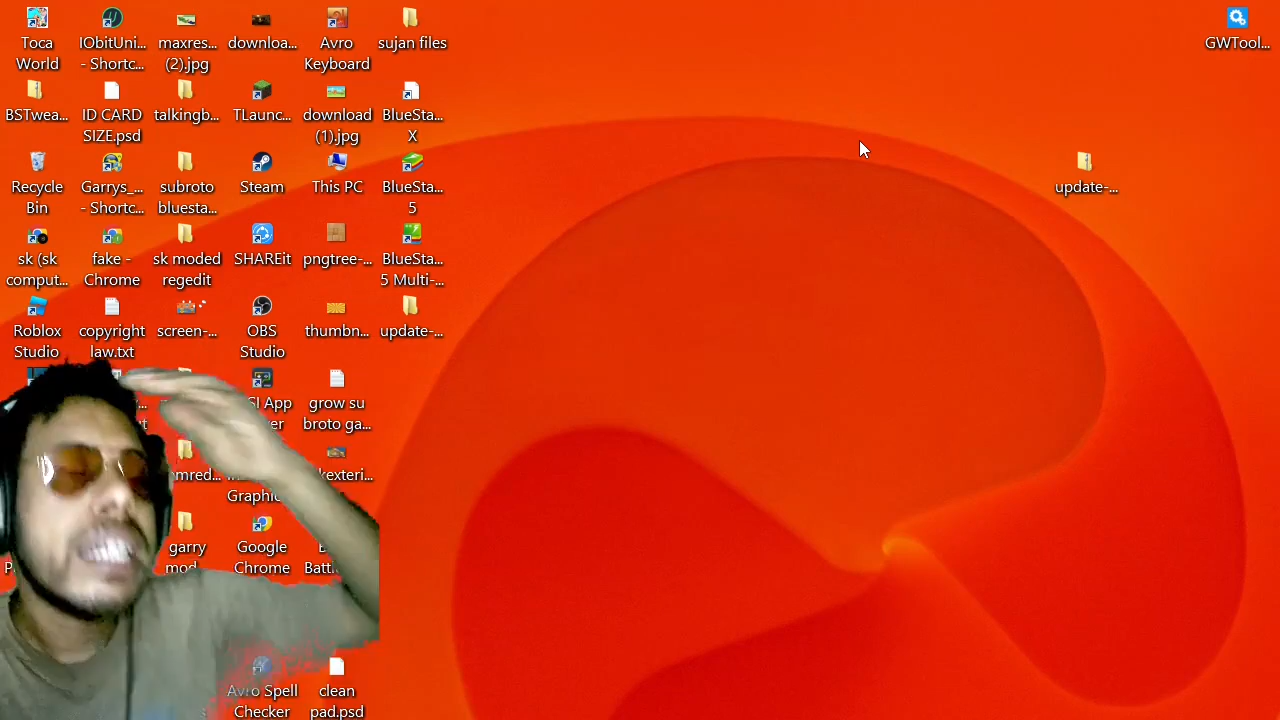 Toca
World
IObitUni...
- Shortc...
maxres...
(2).jpg
downloa...
Avro
Keyboard
sujan files
GWTool...
BSTwea...
ID CARD
SIZE.psd
talkingb...
TLaunc...
download
(1).jpg
BlueSta...
X
Recycle
Bin
Garrys_...
- Shortc...
subroto
bluesta...
Steam
This PC
BlueSta...
5
update-...
sk (sk
comput...
fake -
Chrome
sk moded
regedit
SHAREit
pngtree-...
BlueSta...
5 Multi-...
Roblox
Studio
copyright
law.txt
screen-...
OBS
Studio
thumbn...
update-...
grow su
broto ga...
Graphic
garry
mod
Google
Chrome
Avro Spell
Checker
clean
pad.psd